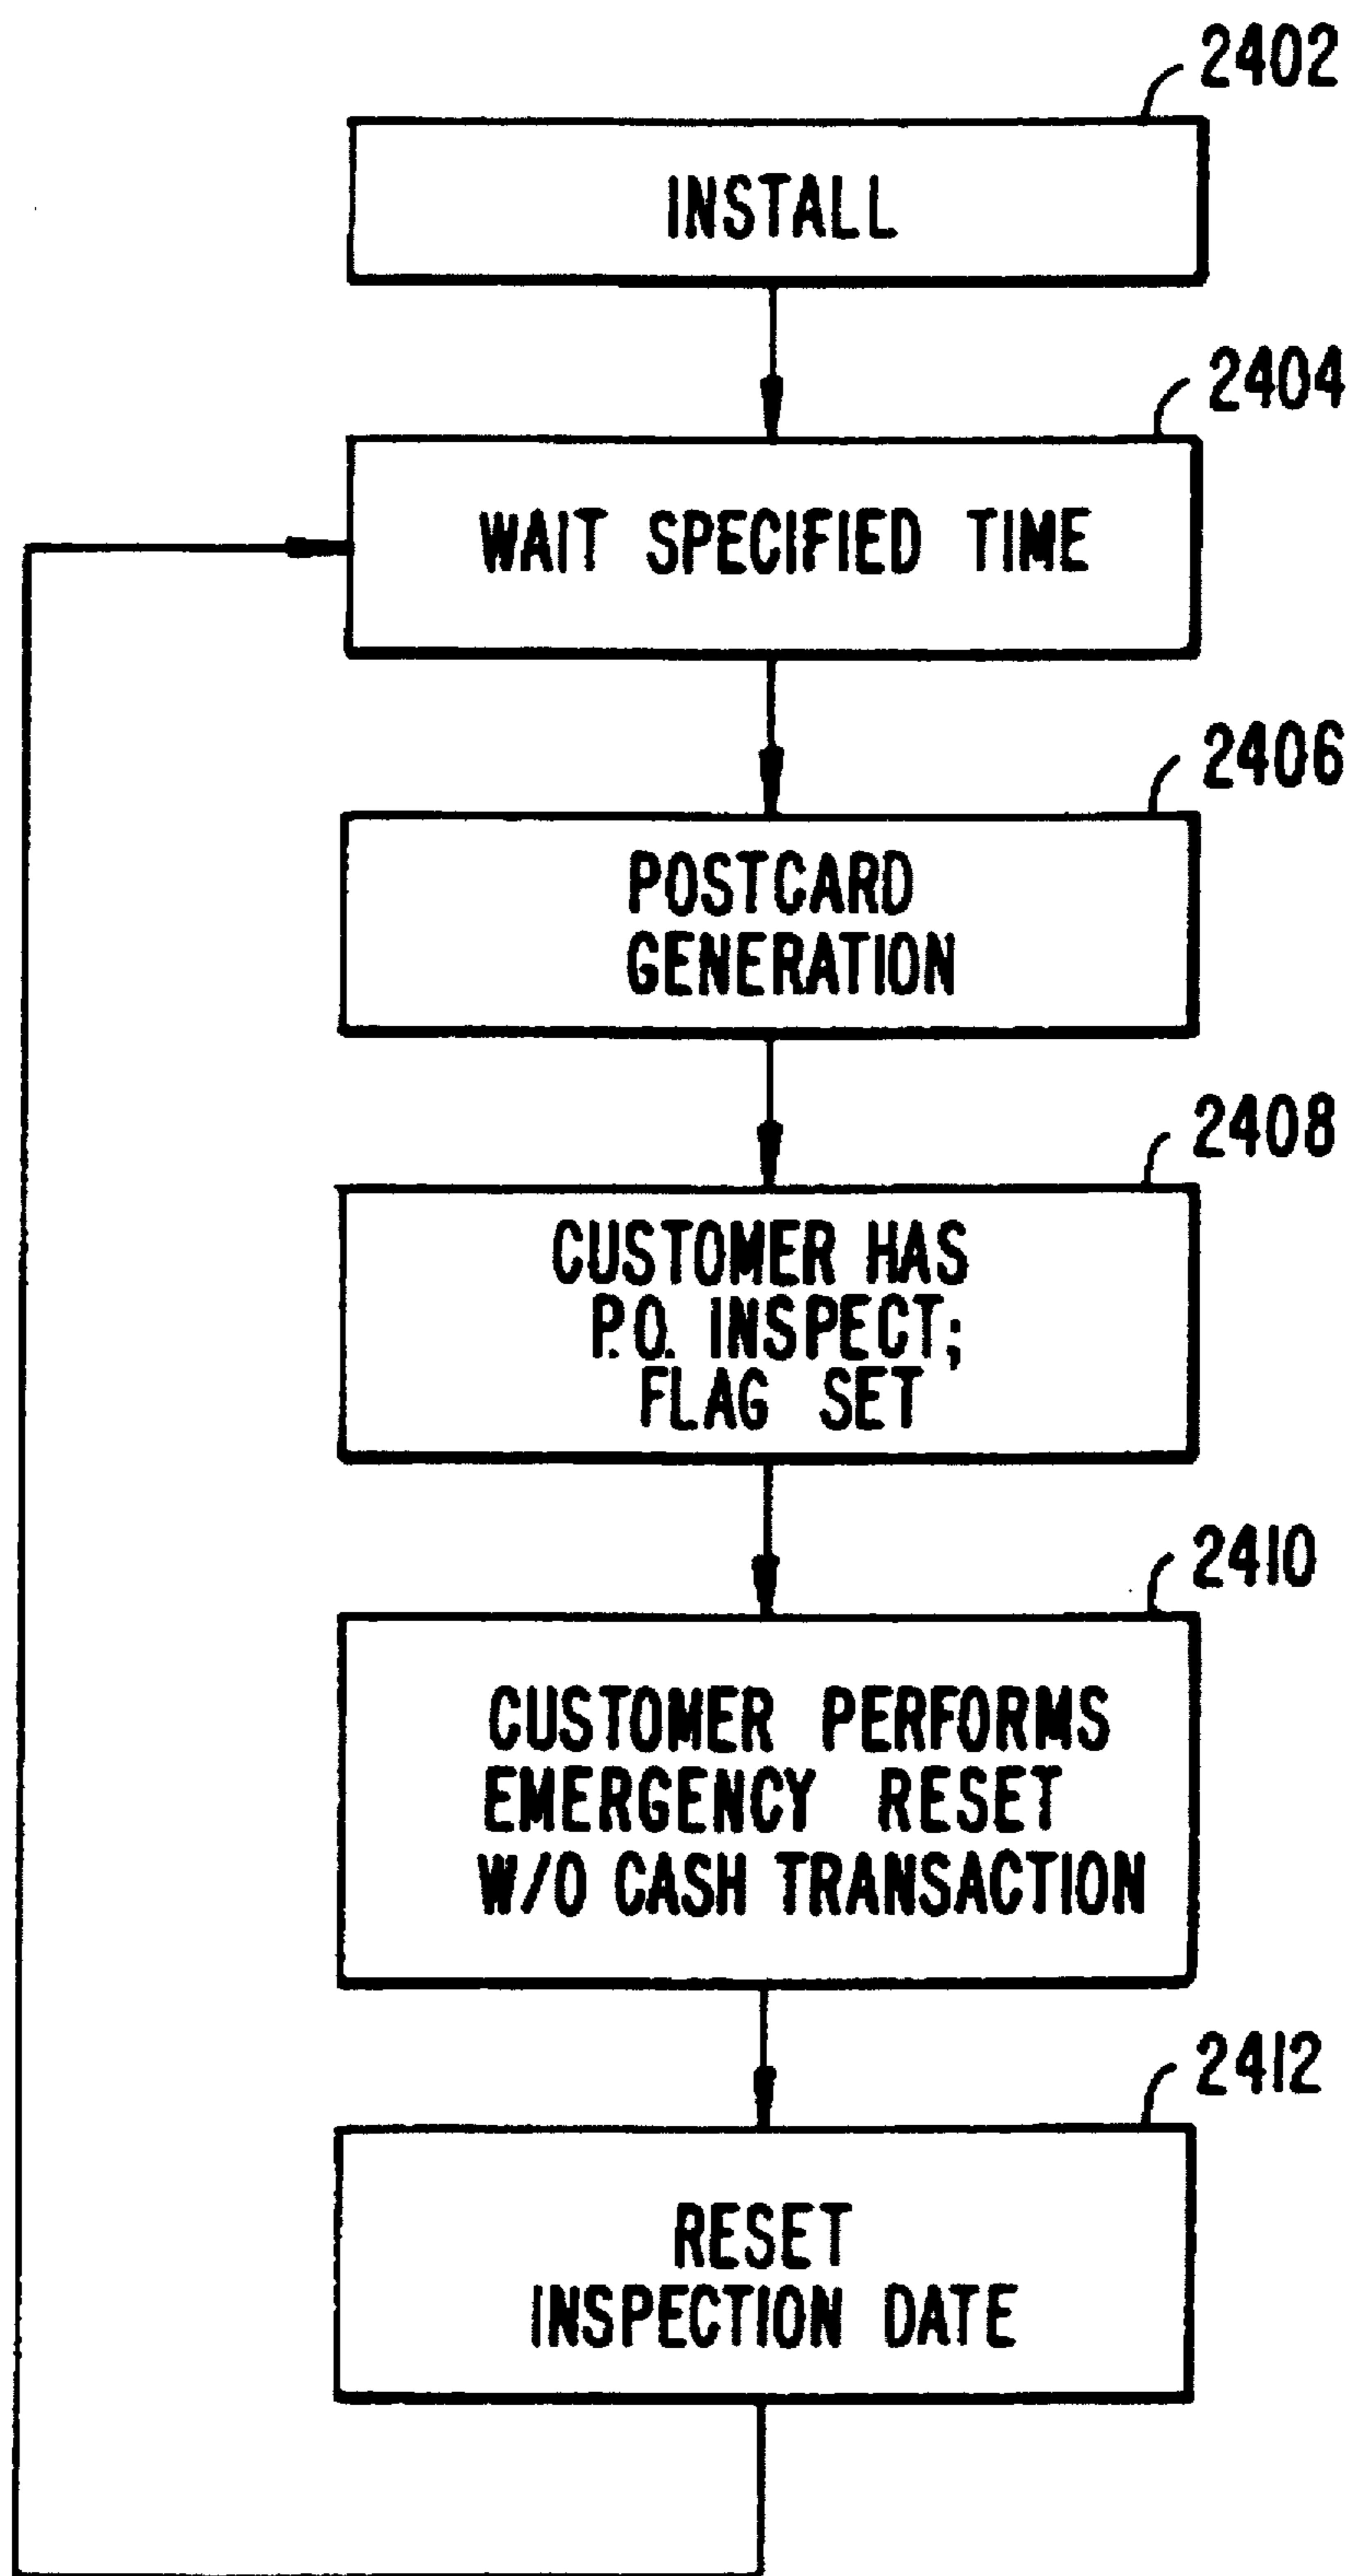 2402
INSTALL
2404
WAIT SPECIFIED TIME
2406
POSTCARD
GENERATION
2408
CUSTOMER HAS
P.O. INSPECT;
FLAG SET
2410
CUSTOMER PERFORMS
EMERGENCY RESET
W/O CASH TRANSACTION
2412
RESET
INSPECTION DATE